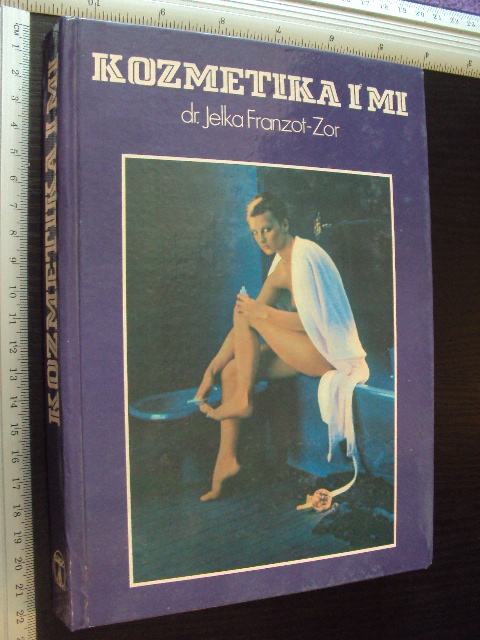 KOZMETIKA I MI
dr. Jelka Franzot-Zor
KOZMETIKA I MI